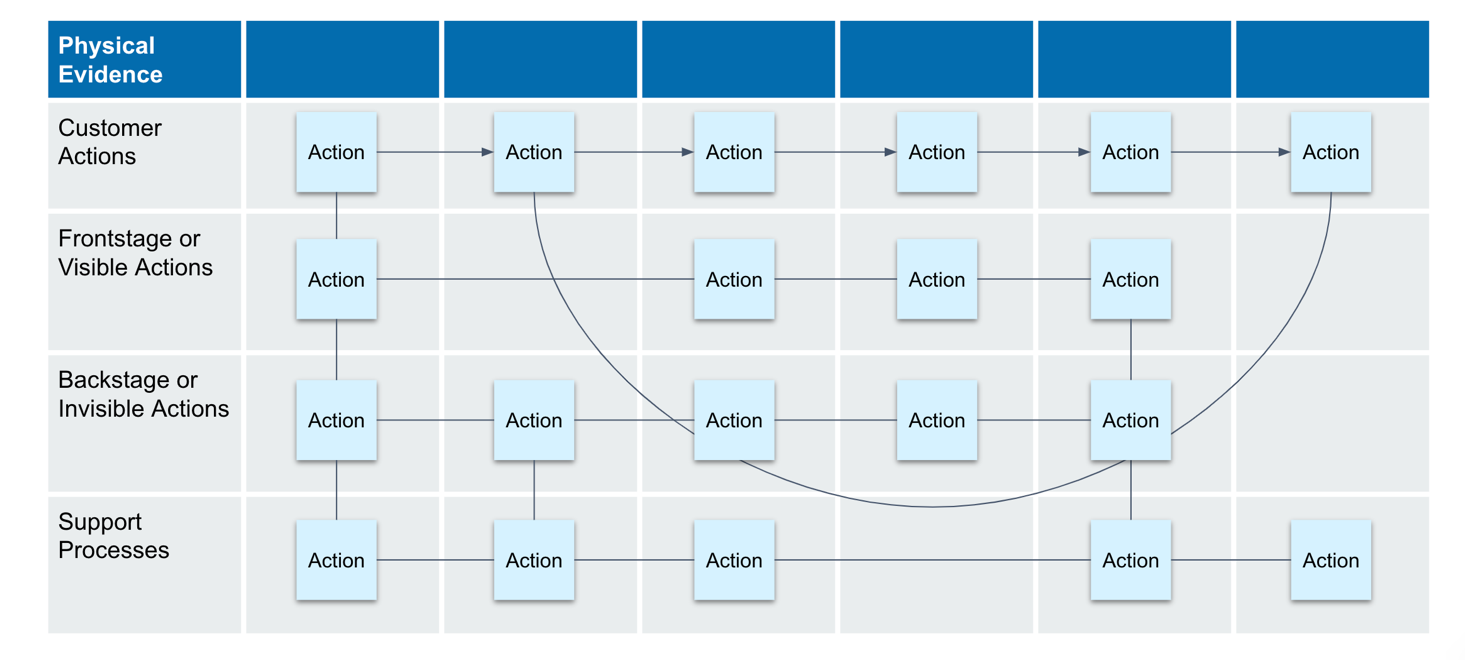 Physical
Evidence
Customer
Actions
Action
Action
Action
Action
Action
Action
Frontstage or
Visible Actions
Action
Action
Action
Action
Backstage or
Invisible Actions
Action
Action
Action
Action
Action
Support
Processes
Action
Action
Action
Action
Action